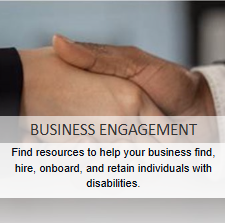 BUSINESS ENGAGEMENT
Find resources to help your business find,
hire, onboard, and retain individuals with
disabilities.